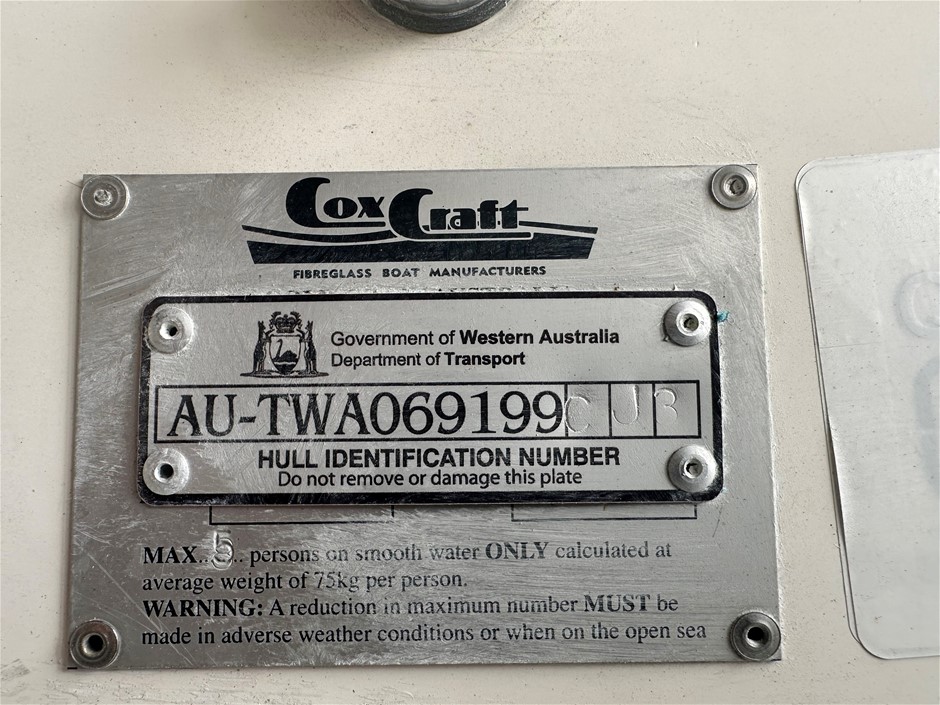 Cox Craft
FIBREGLASS BOAT MANUFACTURERS
Government of Western Australia
Department of Transport
AU-TWA069199
HULL IDENTIFICATION NUMBER
Do not remove or damage this plate
MAX..5.. persons on smooth water ONLY calculated at
average weight of 75kg per person.
WARNING: A reduction in maximum number MUST be
made in adverse weather conditions or when on the open sea